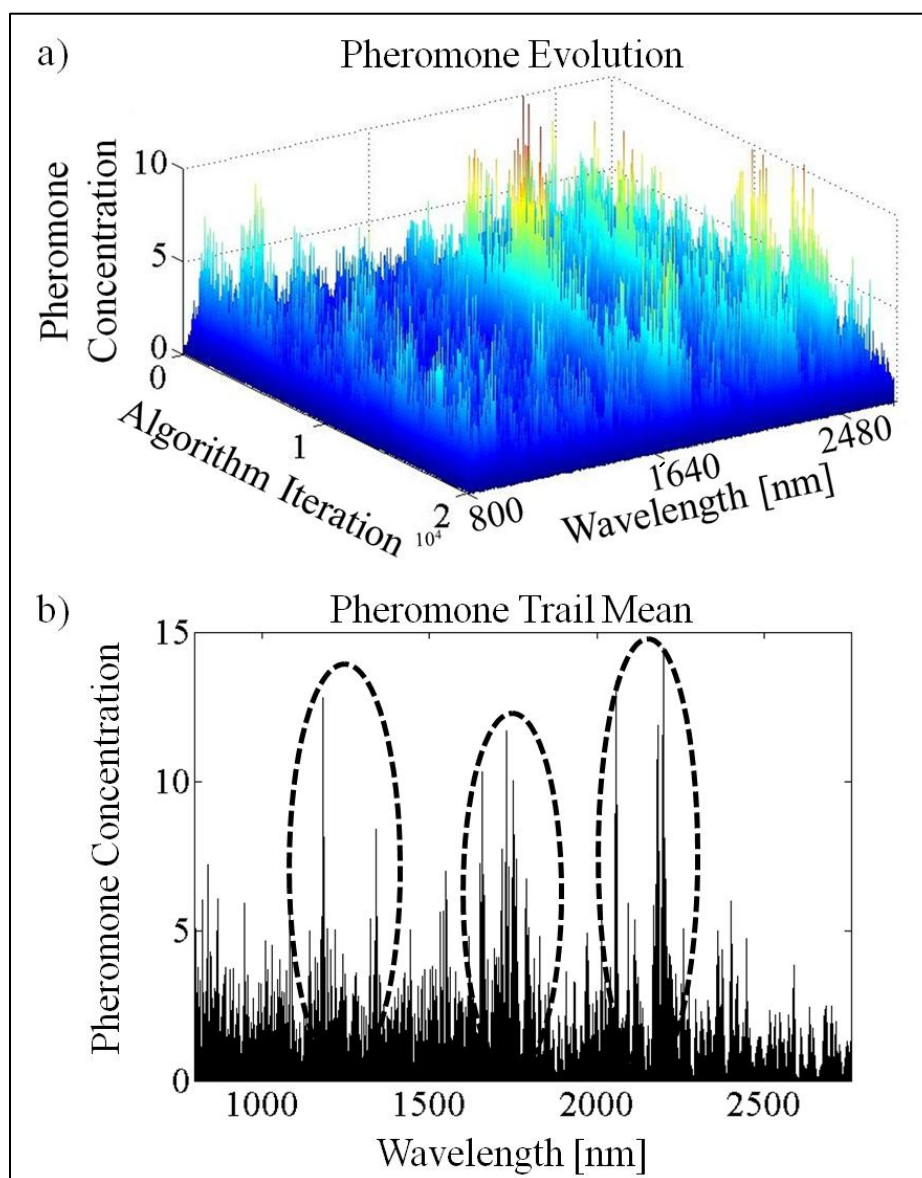 a)
Pheromone Evolution
Pheromone
Concentration
10
5
0
0
1
2
10⁴
Algorithm Iteration
800
1640
2480
Wavelength [nm]
b)
Pheromone Trail Mean
Pheromone Concentration
15
10
5
0
1000 1500 2000 2500
Wavelength [nm]